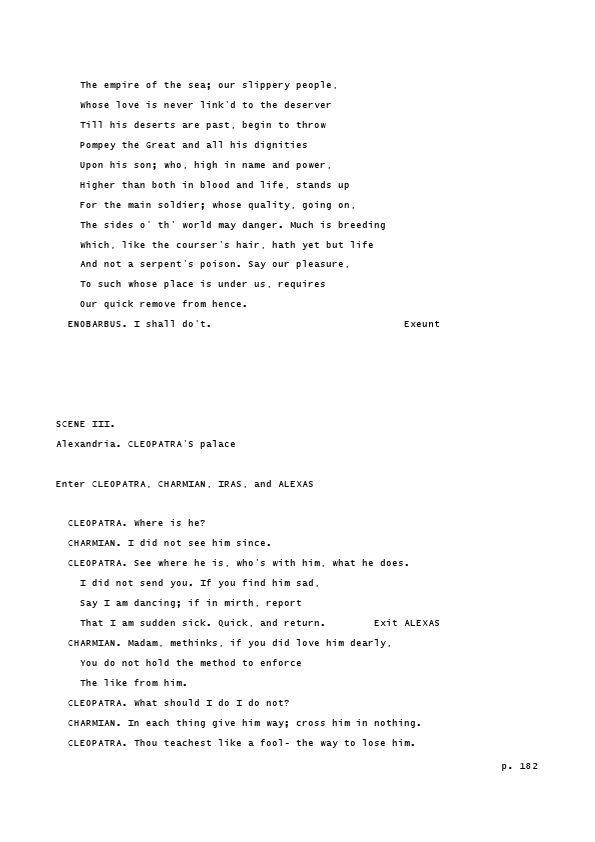 The empire of the sea; our slippery people,
Whose love is never link'd to the deserver
Till his deserts are past, begin to throw
Pompey the Great and all his dignities
Upon his son; who, high in name and power,
Higher than both in blood and life, stands up
For the main soldier; whose quality, going on,
The sides o' th' world may danger. Much is breeding
Which, like the courser's hair, hath yet but life
And not a serpent's poison. Say our pleasure,
To such whose place is under us, requires
Our quick remove from hence.
ENOBARBUS. I shall do't. Exeunt
SCENE III.
Alexandria. CLEOPATRA'S palace
Enter CLEOPATRA, CHARMIAN, IRAS, and ALEXAS
CLEOPATRA. Where is he?
CHARMIAN. I did not see him since.
CLEOPATRA. See where he is, who's with him, what he does.
I did not send you. If you find him sad,
Say I am dancing; if in mirth, report
That I am sudden sick. Quick, and return. Exit ALEXAS
CHARMIAN. Madam, methinks, if you did love him dearly,
You do not hold the method to enforce
The like from him.
CLEOPATRA. What should I do I do not?
CHARMIAN. In each thing give him way; cross him in nothing.
CLEOPATRA. Thou teachest like a fool- the way to lose him.
p. 182